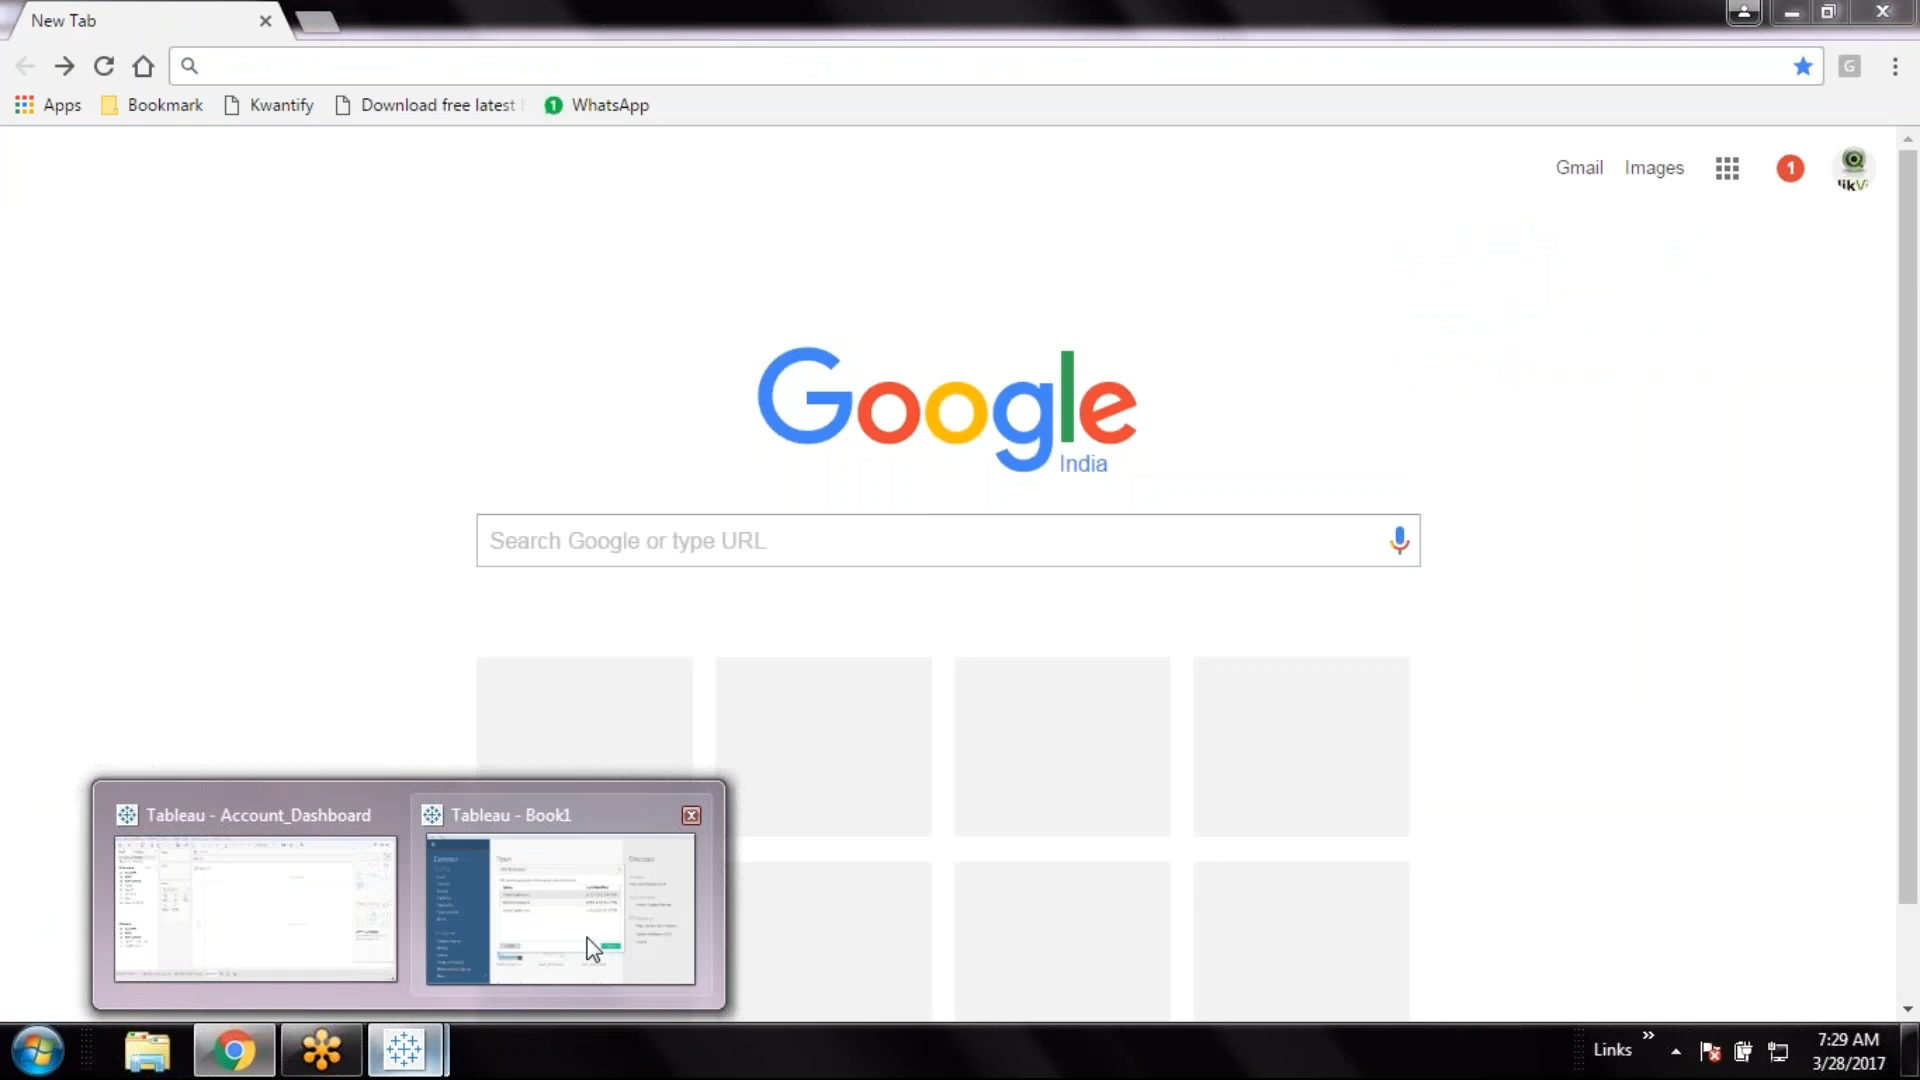 New Tab
Apps
Bookmark
Kwantify
Download free latest
1
WhatsApp
Gmail
Images
1
Google
India
Search Google or type URL
Tableau - Account_Dashboard
Tableau - Book1
Links
7:29 AM
3/28/2017